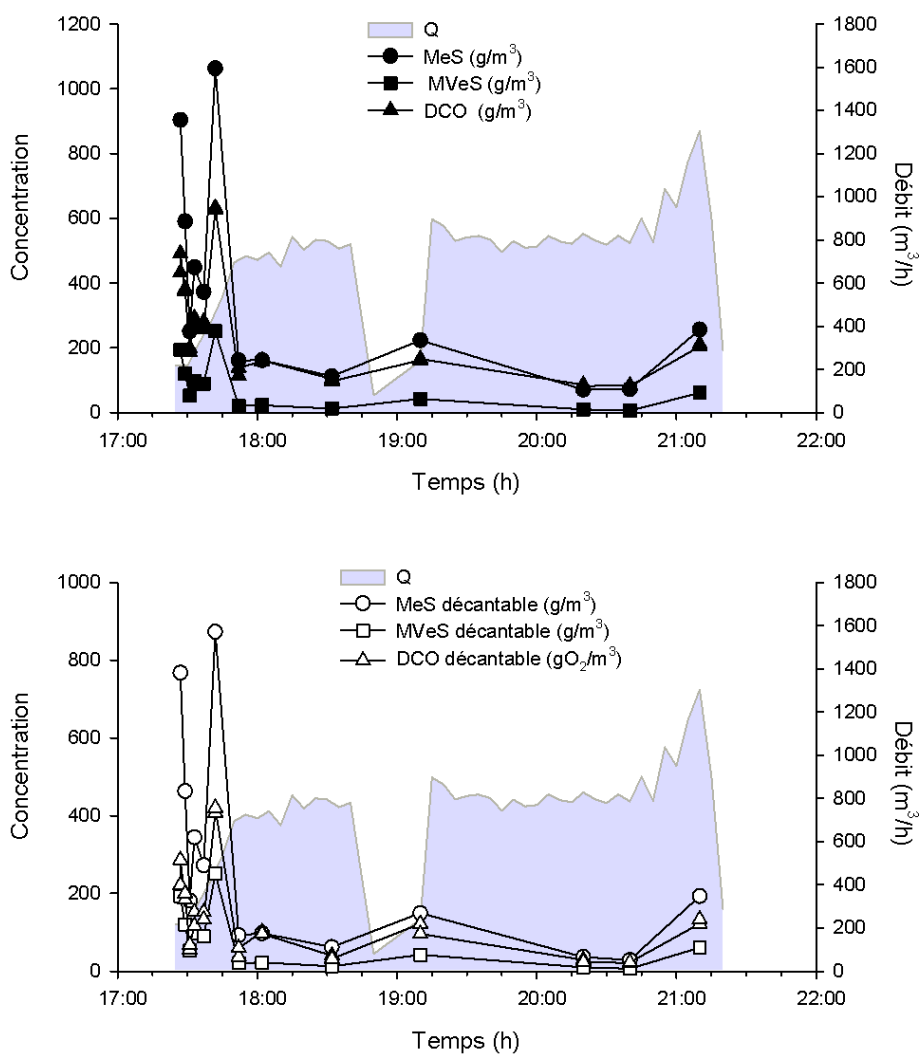 Q
MeS (g/m³)
MVeS (g/m³)
DCO (g/m³)
Concentration
1200
1000
800
600
400
200
0
1800
1600
1400
1200
1000
800
600
400
200
0
Débit (m³/h)
17:00 18:00 19:00 20:00 21:00 22:00
Temps (h)
Q
MeS décantable (g/m³)
MVeS décantable (g/m³)
DCO décantable (gO₂/m³)
Concentration
1000
800
600
400
200
0
1800
1600
1400
1200
1000
800
600
400
200
0
Débit (m³/h)
17:00 18:00 19:00 20:00 21:00 22:00
Temps (h)